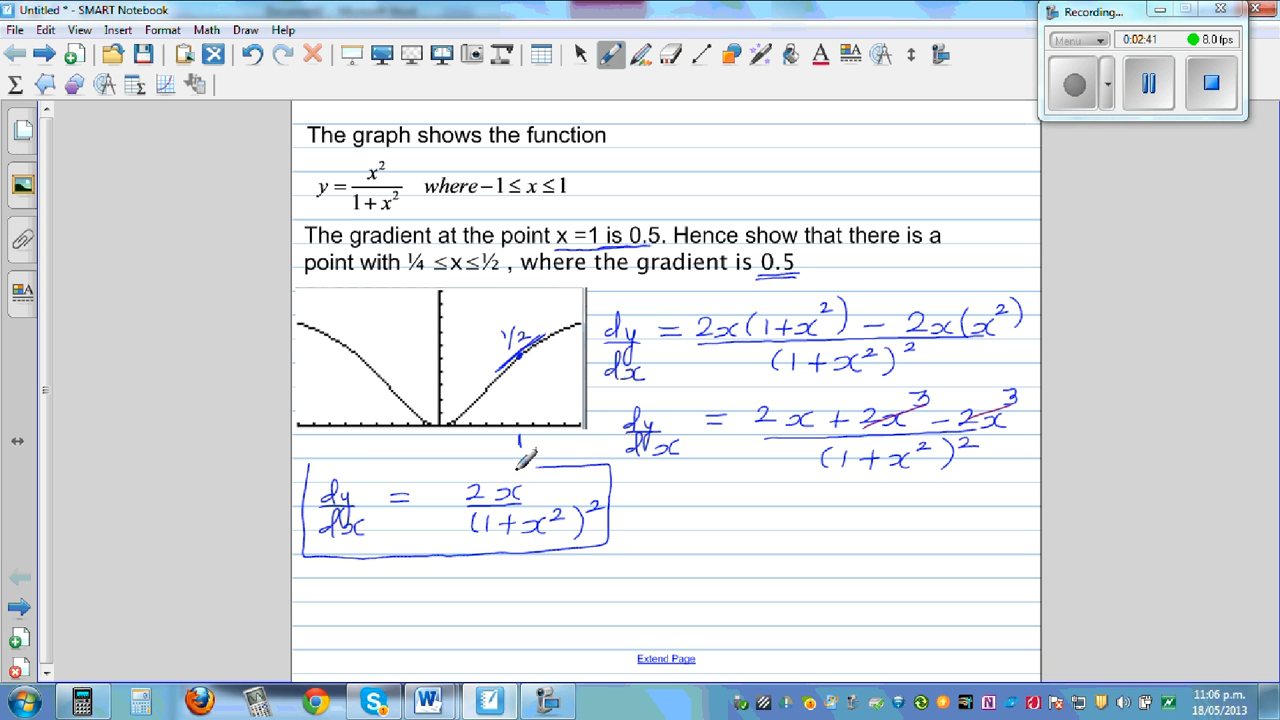 Untitled * - SMART Notebook
Recording...
File Edit View Insert Format Math Draw Help
Menu 0:02:41 8.0 fps
The graph shows the function
y = x² / (1 + x²) where −1 ≤ x ≤ 1
The gradient at the point x =1 is 0.5. Hence show that there is a
point with ¼ ≤x≤½ , where the gradient is 0.5
1/2
dy/dx = (2x(1+x²) − 2x(x²)) / (1+x²)²
dy/dx = (2x + 2x³ − 2x³) / (1+x²)²
1
dy/dx = 2x / (1+x²)²
Extend Page
11:06 p.m.
18/05/2013